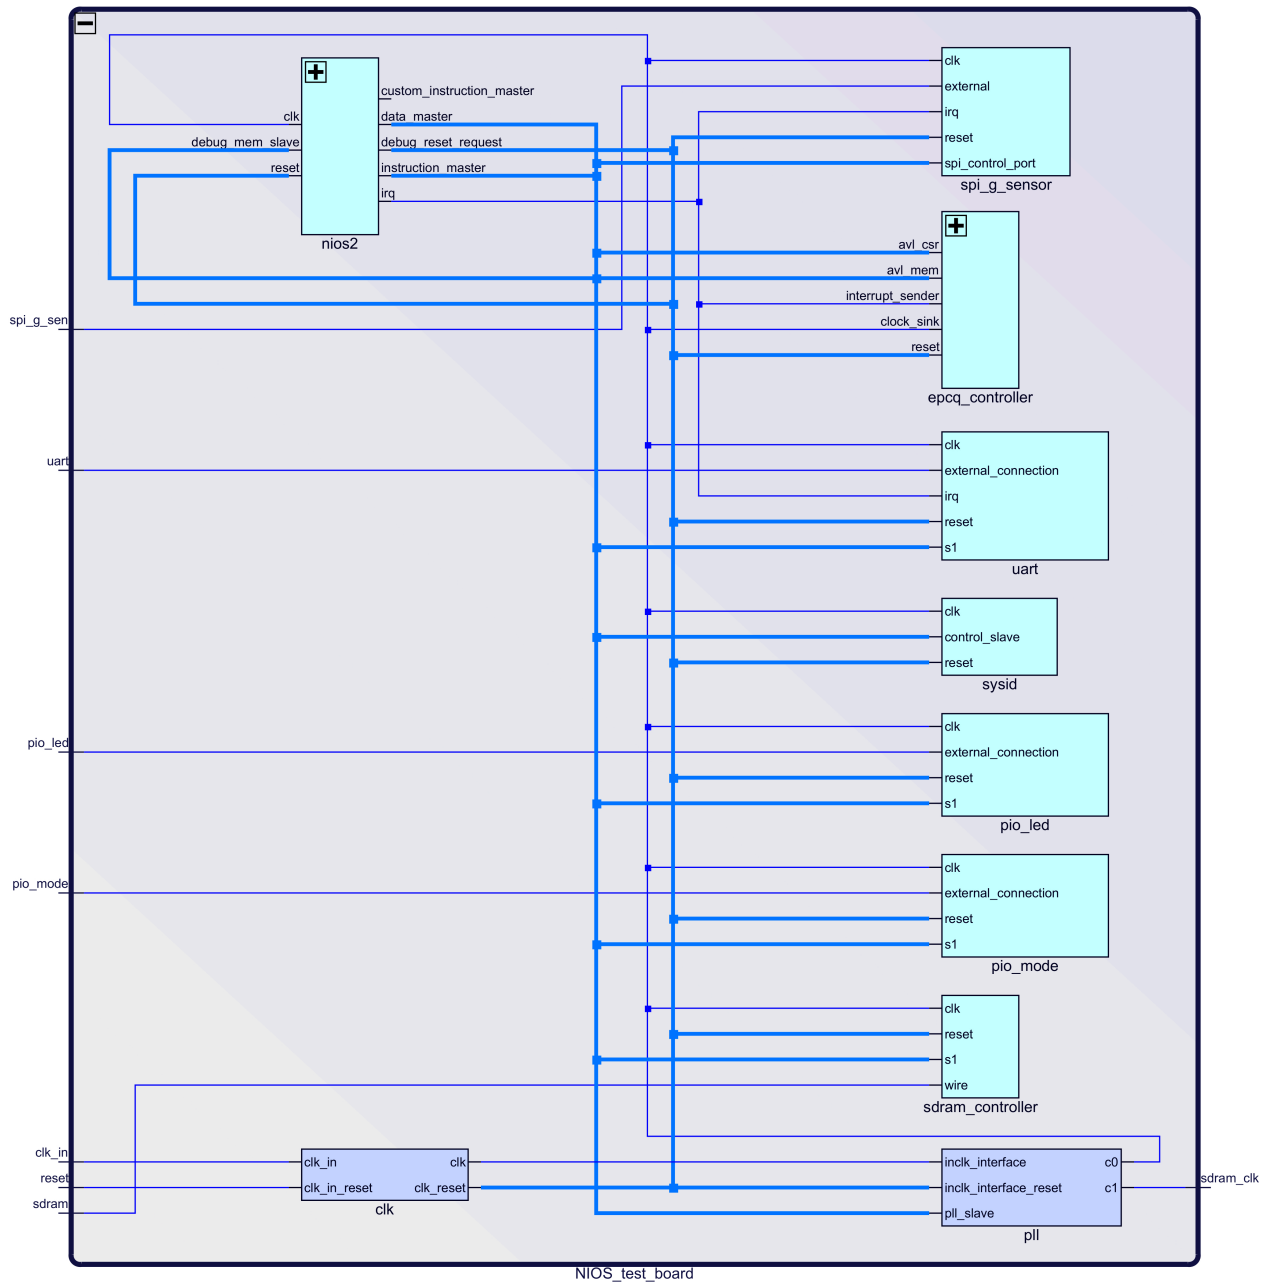 clk
debug_mem_slave
reset
custom_instruction_master
data_master
debug_reset_request
instruction_master
irq
nios2
clk
external
irq
reset
spi_control_port
spi_g_sensor
avl_csr
avl_mem
interrupt_sender
clock_sink
reset
epcq_controller
spi_g_sen
uart
clk
external_connection
irq
reset
s1
uart
clk
control_slave
reset
sysid
pio_led
clk
external_connection
reset
s1
pio_led
pio_mode
clk
external_connection
reset
s1
pio_mode
clk
reset
s1
wire
sdram_controller
clk_in
reset
sdram
clk_in clk
clk_in_reset clk_reset
clk
inclk_interface c0
inclk_interface_reset c1
pll_slave
pll
sdram_clk
NIOS_test_board